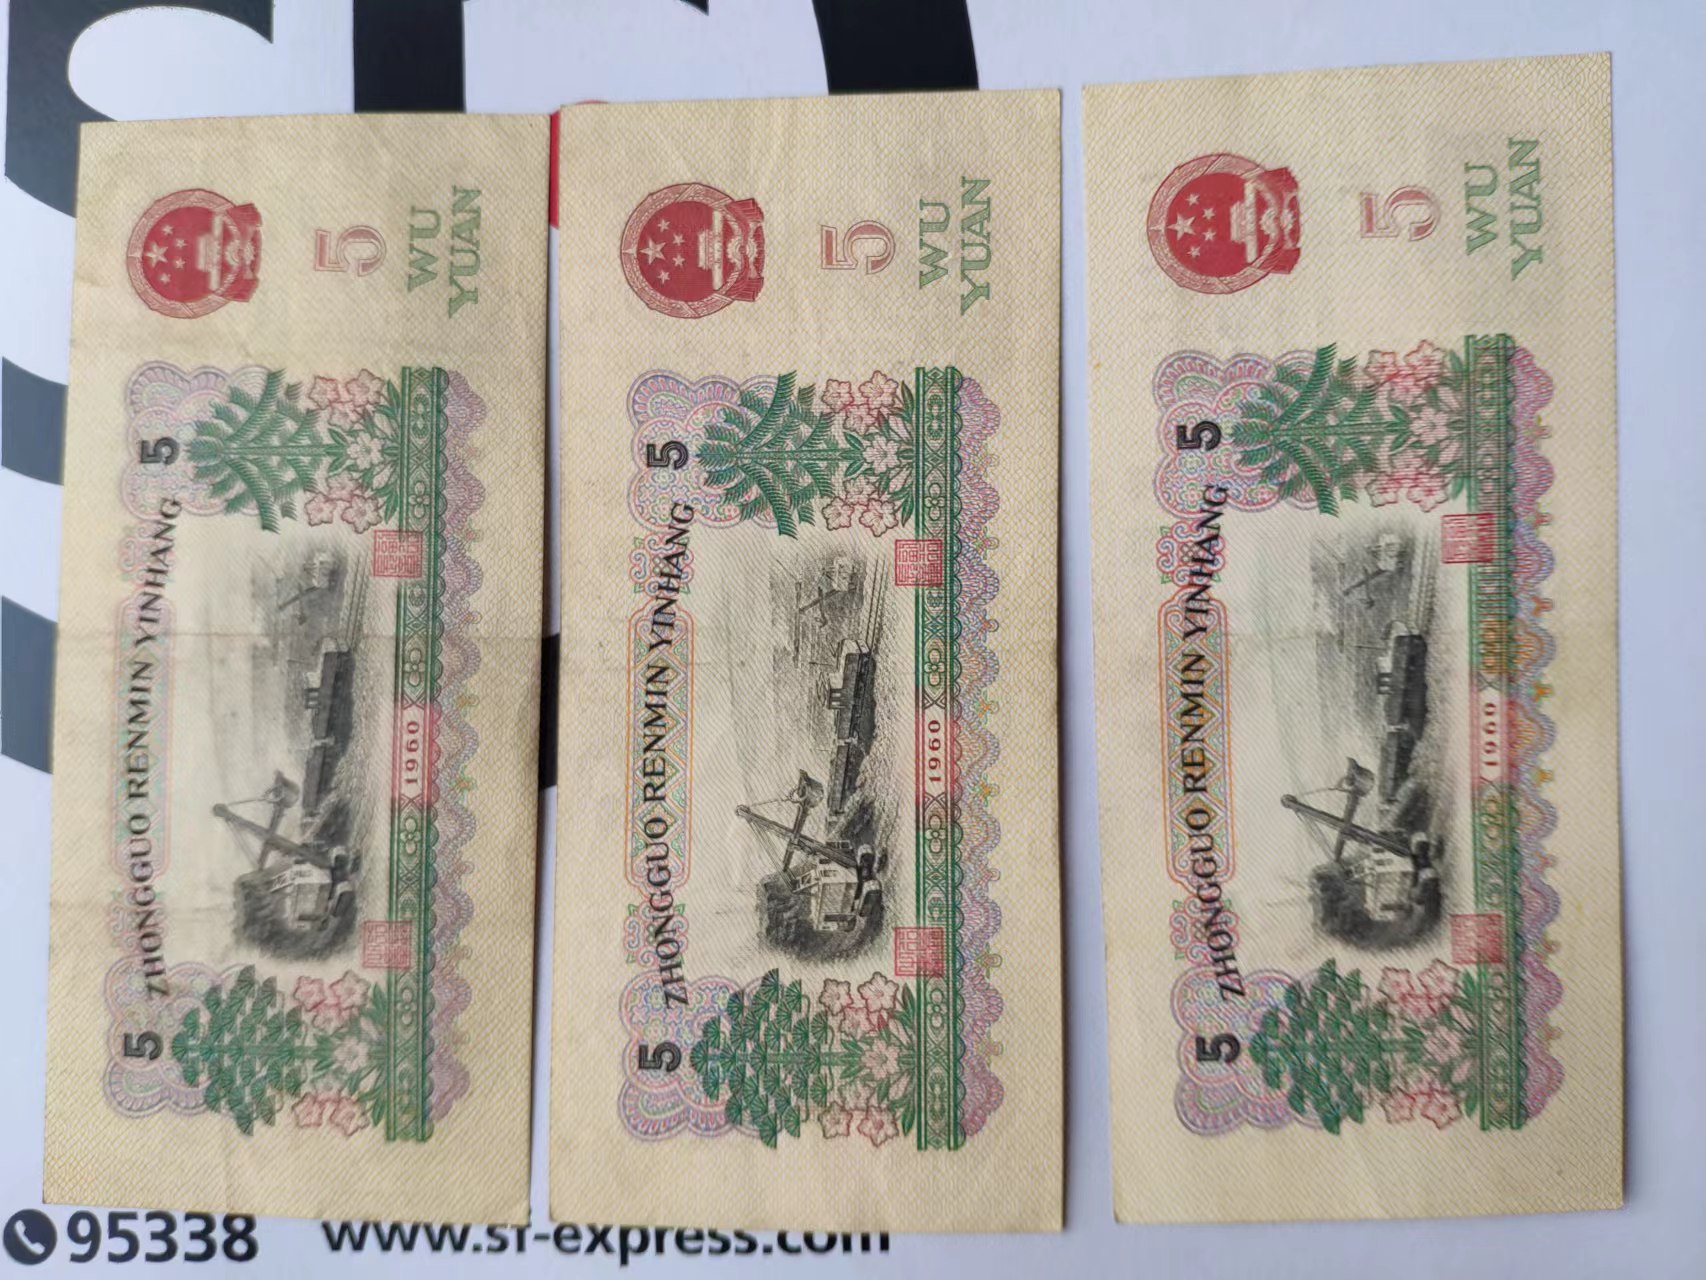 5 ZHONGGUO RENMIN YINHANG 5
1960
5
WU
YUAN
5 ZHONGGUO RENMIN YINHANG 5
1960
5
WU
YUAN
5 ZHONGGUO RENMIN YINHANG 5
1960
5
WU
YUAN
95338 www.sf-express.com